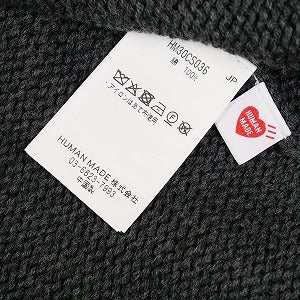 HM30CS036
綿 100%
JP
・アイロンはあて布使用
HUMAN MADE 株式会社
03-6823-7693
中国製
HUMAN
MADE